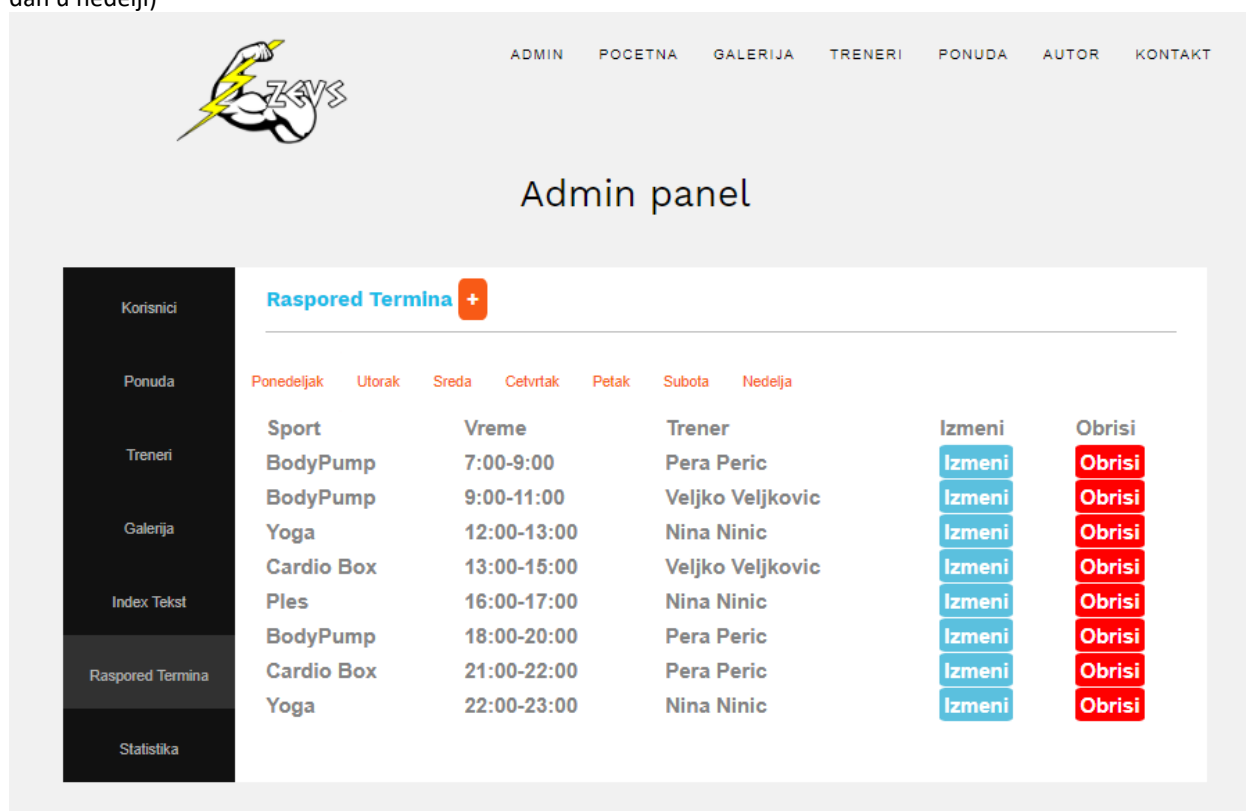 dan u nedelji)
ZEVS
ADMIN POCETNA GALERIJA TRENERI PONUDA AUTOR KONTAKT
Admin panel
Korisnici
Ponuda
Treneri
Galerija
Index Tekst
Raspored Termina
Statistika
Raspored Termina +
Ponedeljak Utorak Sreda Cetvrtak Petak Subota Nedelja
Sport Vreme Trener Izmeni Obrisi
BodyPump 7:00-9:00 Pera Peric Izmeni Obrisi
BodyPump 9:00-11:00 Veljko Veljkovic Izmeni Obrisi
Yoga 12:00-13:00 Nina Ninic Izmeni Obrisi
Cardio Box 13:00-15:00 Veljko Veljkovic Izmeni Obrisi
Ples 16:00-17:00 Nina Ninic Izmeni Obrisi
BodyPump 18:00-20:00 Pera Peric Izmeni Obrisi
Cardio Box 21:00-22:00 Pera Peric Izmeni Obrisi
Yoga 22:00-23:00 Nina Ninic Izmeni Obrisi